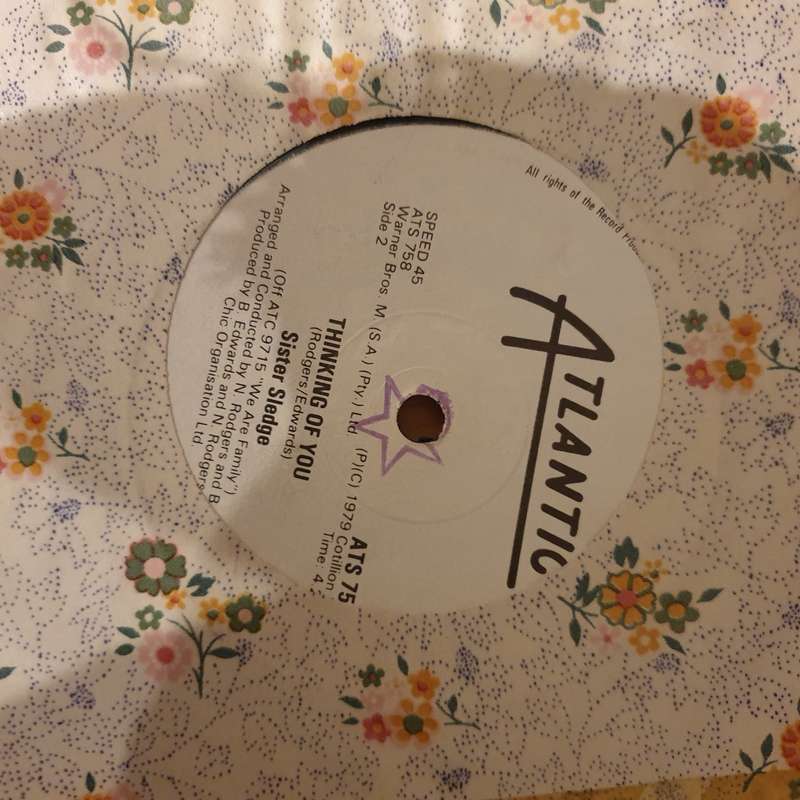 All rights of the Record
ATLANTIC
SPEED 45
ATS 758
Warner Bros. M. (S.A.) (Pty.) Ltd. (P)(C) 1979 Cotillion
Side 2
ATS 75
Time: 4
THINKING OF YOU
(Rodgers/Edwards)
Sister Sledge
(Off ATC 9715 "We Are Family")
Arranged and Conducted by N. Rodgers and B
Produced by B. Edwards and N. Rodgers
Chic Organisation Ltd.